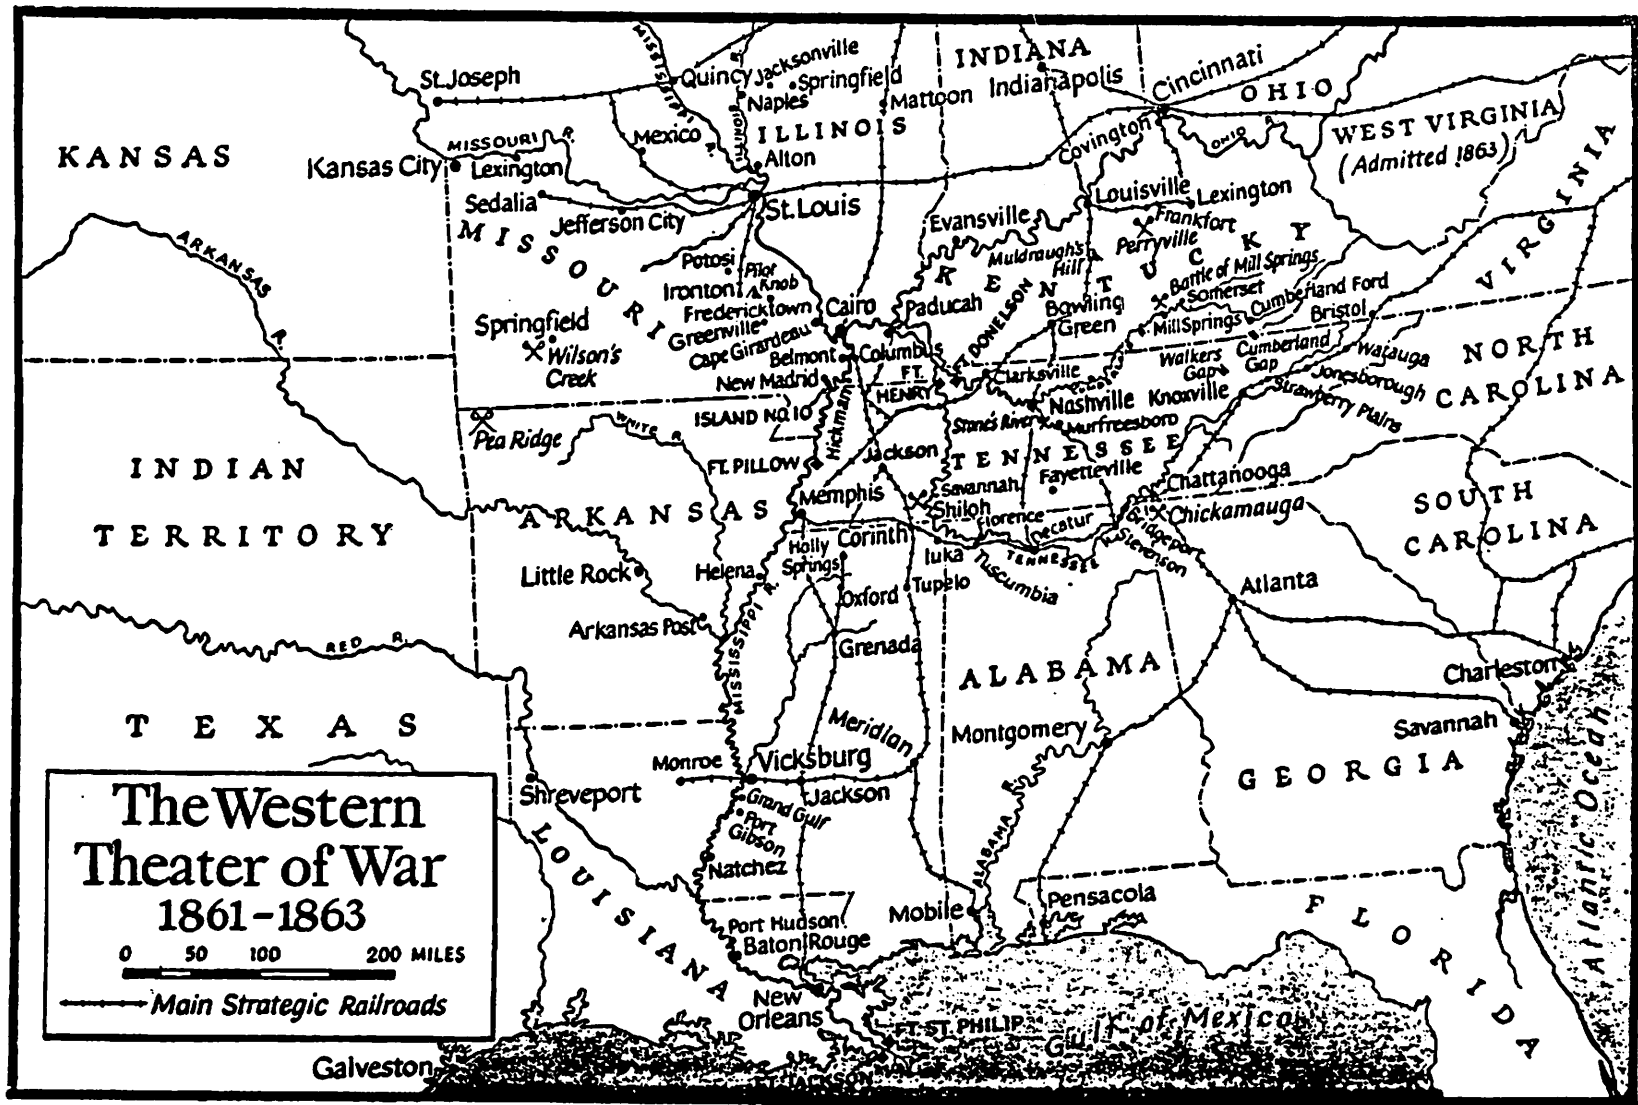 INDIANA
St. Joseph
Quincy
Jacksonville
Springfield
Naples
Mattoon
Indianapolis
Cincinnati
OHIO
MISSISSIPPI R.
ILLINOIS R.
ILLINOIS
KANSAS
MISSOURI R.
Mexico
Alton
Covington
OHIO R.
WEST VIRGINIA
(Admitted 1863)
Kansas City
Lexington
Sedalia
Jefferson City
St. Louis
Louisville
Lexington
Frankfort
Perryville
Evansville
Muldraugh's
Hill
VIRGINIA
MISSOURI
ARKANSAS R.
Potosi
Pilot
Knob
Ironton
Fredericktown
Greenville
Cape Girardeau
Cairo
Paducah
KENTUCKY
Battle of Mill Springs
Somerset
Cumberland Ford
Bristol
Mill Springs
Bowling
Green
Springfield
Wilson's
Creek
Belmont
Columbus
New Madrid
FT.
HENRY
FT DONELSON
Clarksville
Walkers
Gap
Cumberland
Gap
Watauga
NORTH
CAROLINA
Jonesborough
Strawberry Plains
ISLAND NO. 10
Hickmann
Nashville
Knoxville
Stone's River
Murfreesboro
Pea Ridge
WHITE R.
FT. PILLOW
Jackson
TENNESSEE
Fayetteville
Chattanooga
INDIAN
TERRITORY
ARKANSAS
Memphis
Savannah
Shiloh
Chickamauga
SOUTH
CAROLINA
Florence
Decatur
Bridgeport
Stevenson
Holly
Springs
Corinth
Iuka
TENNESSEE
Tuscumbia
Little Rock
Helena
Oxford
Tupelo
Atlanta
Arkansas Post
MISSISSIPPI R.
Grenada
RED R.
ALABAMA
Charleston
TEXAS
Meridian
Montgomery
Savannah
GEORGIA
Monroe
Vicksburg
Jackson
Shreveport
Grand Gulf
Port
Gibson
Natchez
ALABAMA R.
LOUISIANA
Port Hudson
Baton Rouge
Mobile
Pensacola
FLORIDA
Atlantic Ocean
New
Orleans
FT. ST. PHILIP
Gulf of Mexico
FT. JACKSON
Galveston
The Western
Theater of War
1861-1863
0 50 100 200 MILES
Main Strategic Railroads